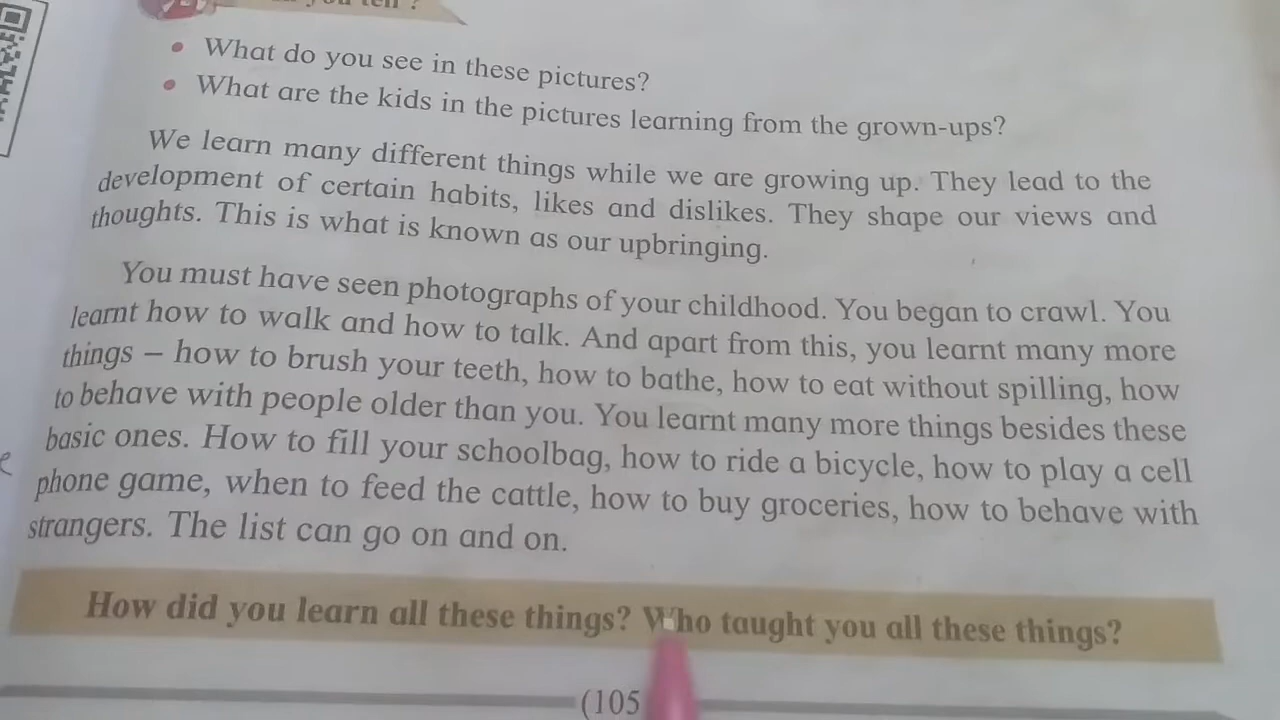 you tell ?
• What do you see in these pictures?
• What are the kids in the pictures learning from the grown-ups?
We learn many different things while we are growing up. They lead to the
development of certain habits, likes and dislikes. They shape our views and
thoughts. This is what is known as our upbringing.
You must have seen photographs of your childhood. You began to crawl. You
learnt how to walk and how to talk. And apart from this, you learnt many more
things – how to brush your teeth, how to bathe, how to eat without spilling, how
to behave with people older than you. You learnt many more things besides these
basic ones. How to fill your schoolbag, how to ride a bicycle, how to play a cell
phone game, when to feed the cattle, how to buy groceries, how to behave with
strangers. The list can go on and on.
How did you learn all these things? Who taught you all these things?
(105